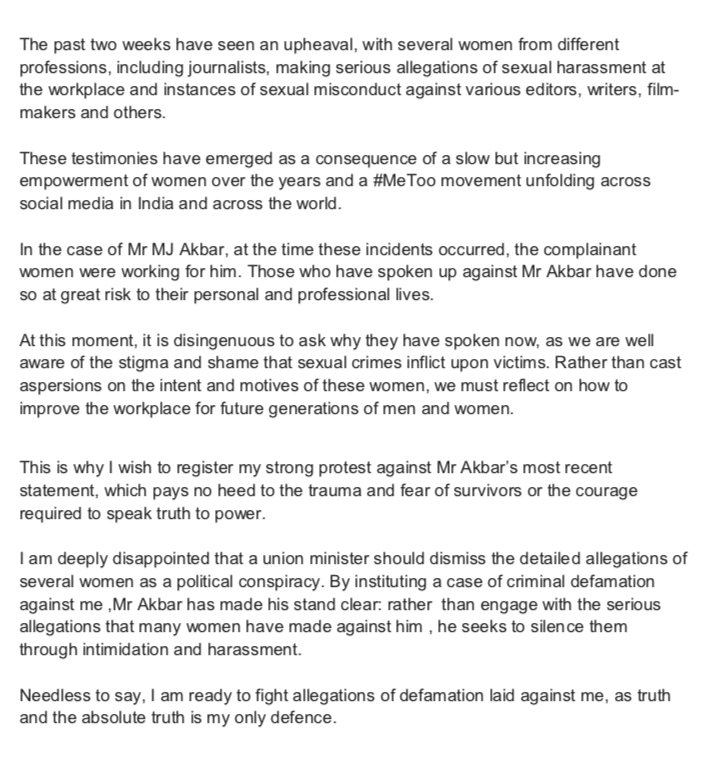 The past two weeks have seen an upheaval, with several women from different
professions, including journalists, making serious allegations of sexual harassment at
the workplace and instances of sexual misconduct against various editors, writers, film-
makers and others.
These testimonies have emerged as a consequence of a slow but increasing
empowerment of women over the years and a #MeToo movement unfolding across
social media in India and across the world.
In the case of Mr MJ Akbar, at the time these incidents occurred, the complainant
women were working for him. Those who have spoken up against Mr Akbar have done
so at great risk to their personal and professional lives.
At this moment, it is disingenuous to ask why they have spoken now, as we are well
aware of the stigma and shame that sexual crimes inflict upon victims. Rather than cast
aspersions on the intent and motives of these women, we must reflect on how to
improve the workplace for future generations of men and women.
This is why I wish to register my strong protest against Mr Akbar's most recent
statement, which pays no heed to the trauma and fear of survivors or the courage
required to speak truth to power.
I am deeply disappointed that a union minister should dismiss the detailed allegations of
several women as a political conspiracy. By instituting a case of criminal defamation
against me ,Mr Akbar has made his stand clear: rather  than engage with the serious
allegations that many women have made against him , he seeks to silence them
through intimidation and harassment.
Needless to say, I am ready to fight allegations of defamation laid against me, as truth
and the absolute truth is my only defence.